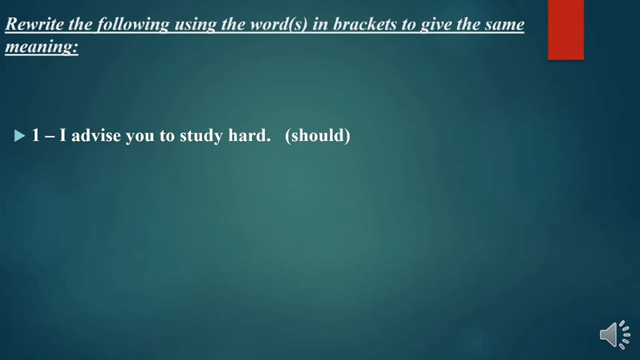 Rewrite the following using the word(s) in brackets to give the same
meaning:
1 – I advise you to study hard. (should)